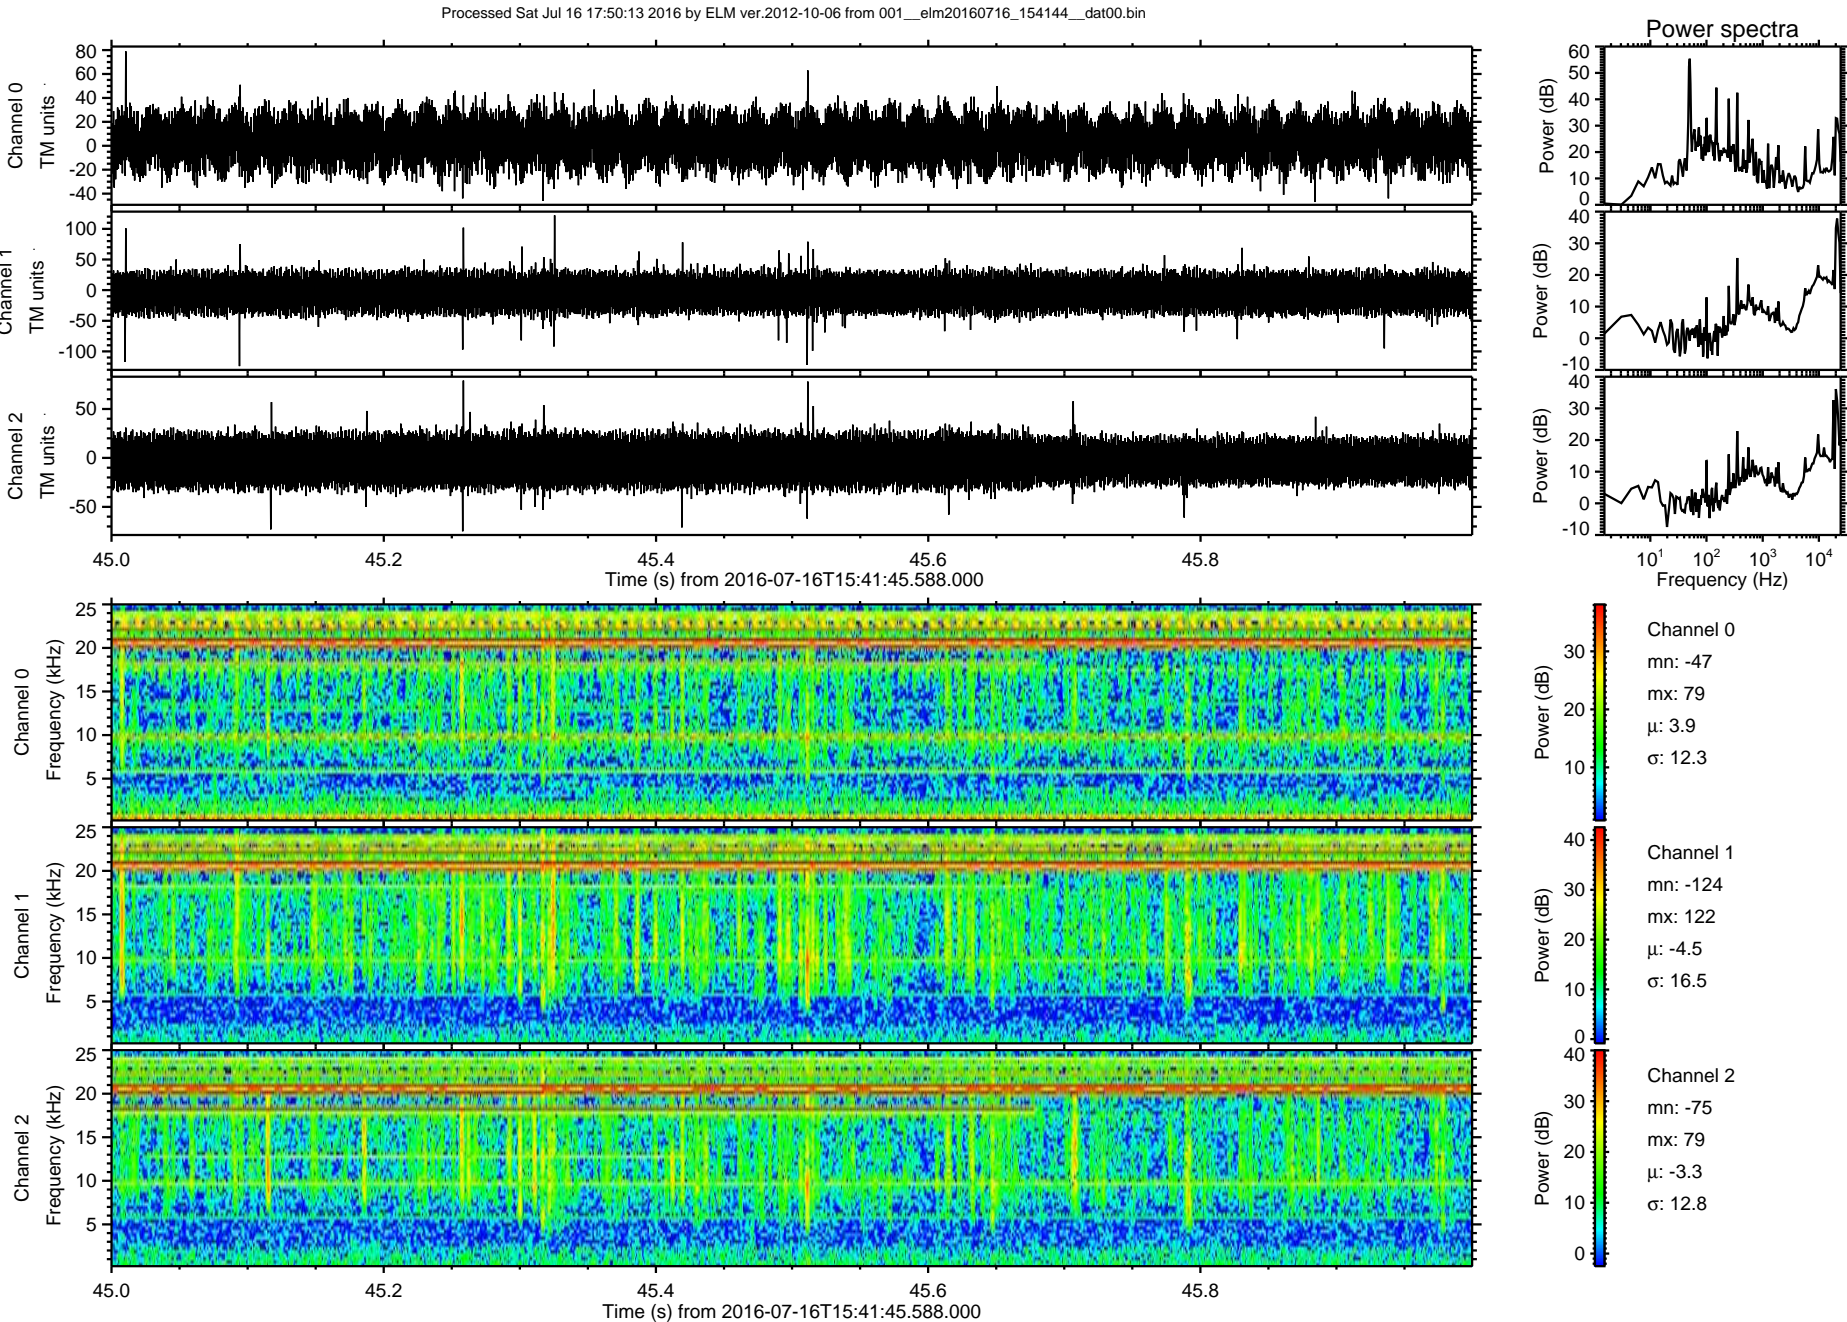 Processed Sat Jul 16 17:50:13 2016 by ELM ver.2012-10-06 from 001__elm20160716_154144__dat00.bin
Power spectra
Channel 0
TM units
80
60
40
20
0
-20
-40
Power (dB)
60
50
40
30
20
10
0
Channel 1
TM units
100
50
0
-50
-100
Power (dB)
40
30
20
10
0
-10
Channel 2
TM units
50
0
-50
Power (dB)
40
30
20
10
0
-10
45.0 45.2 45.4 45.6 45.8
Time (s) from 2016-07-16T15:41:45.588.000
10^1 10^2 10^3 10^4
Frequency (Hz)
Channel 0
Frequency (kHz)
25
20
15
10
5
Power (dB)
30
20
10
Channel 0
mn: -47
mx: 79
μ: 3.9
σ: 12.3
Channel 1
Frequency (kHz)
25
20
15
10
5
Power (dB)
40
30
20
10
0
Channel 1
mn: -124
mx: 122
μ: -4.5
σ: 16.5
Channel 2
Frequency (kHz)
25
20
15
10
5
Power (dB)
40
30
20
10
0
Channel 2
mn: -75
mx: 79
μ: -3.3
σ: 12.8
45.0 45.2 45.4 45.6 45.8
Time (s) from 2016-07-16T15:41:45.588.000